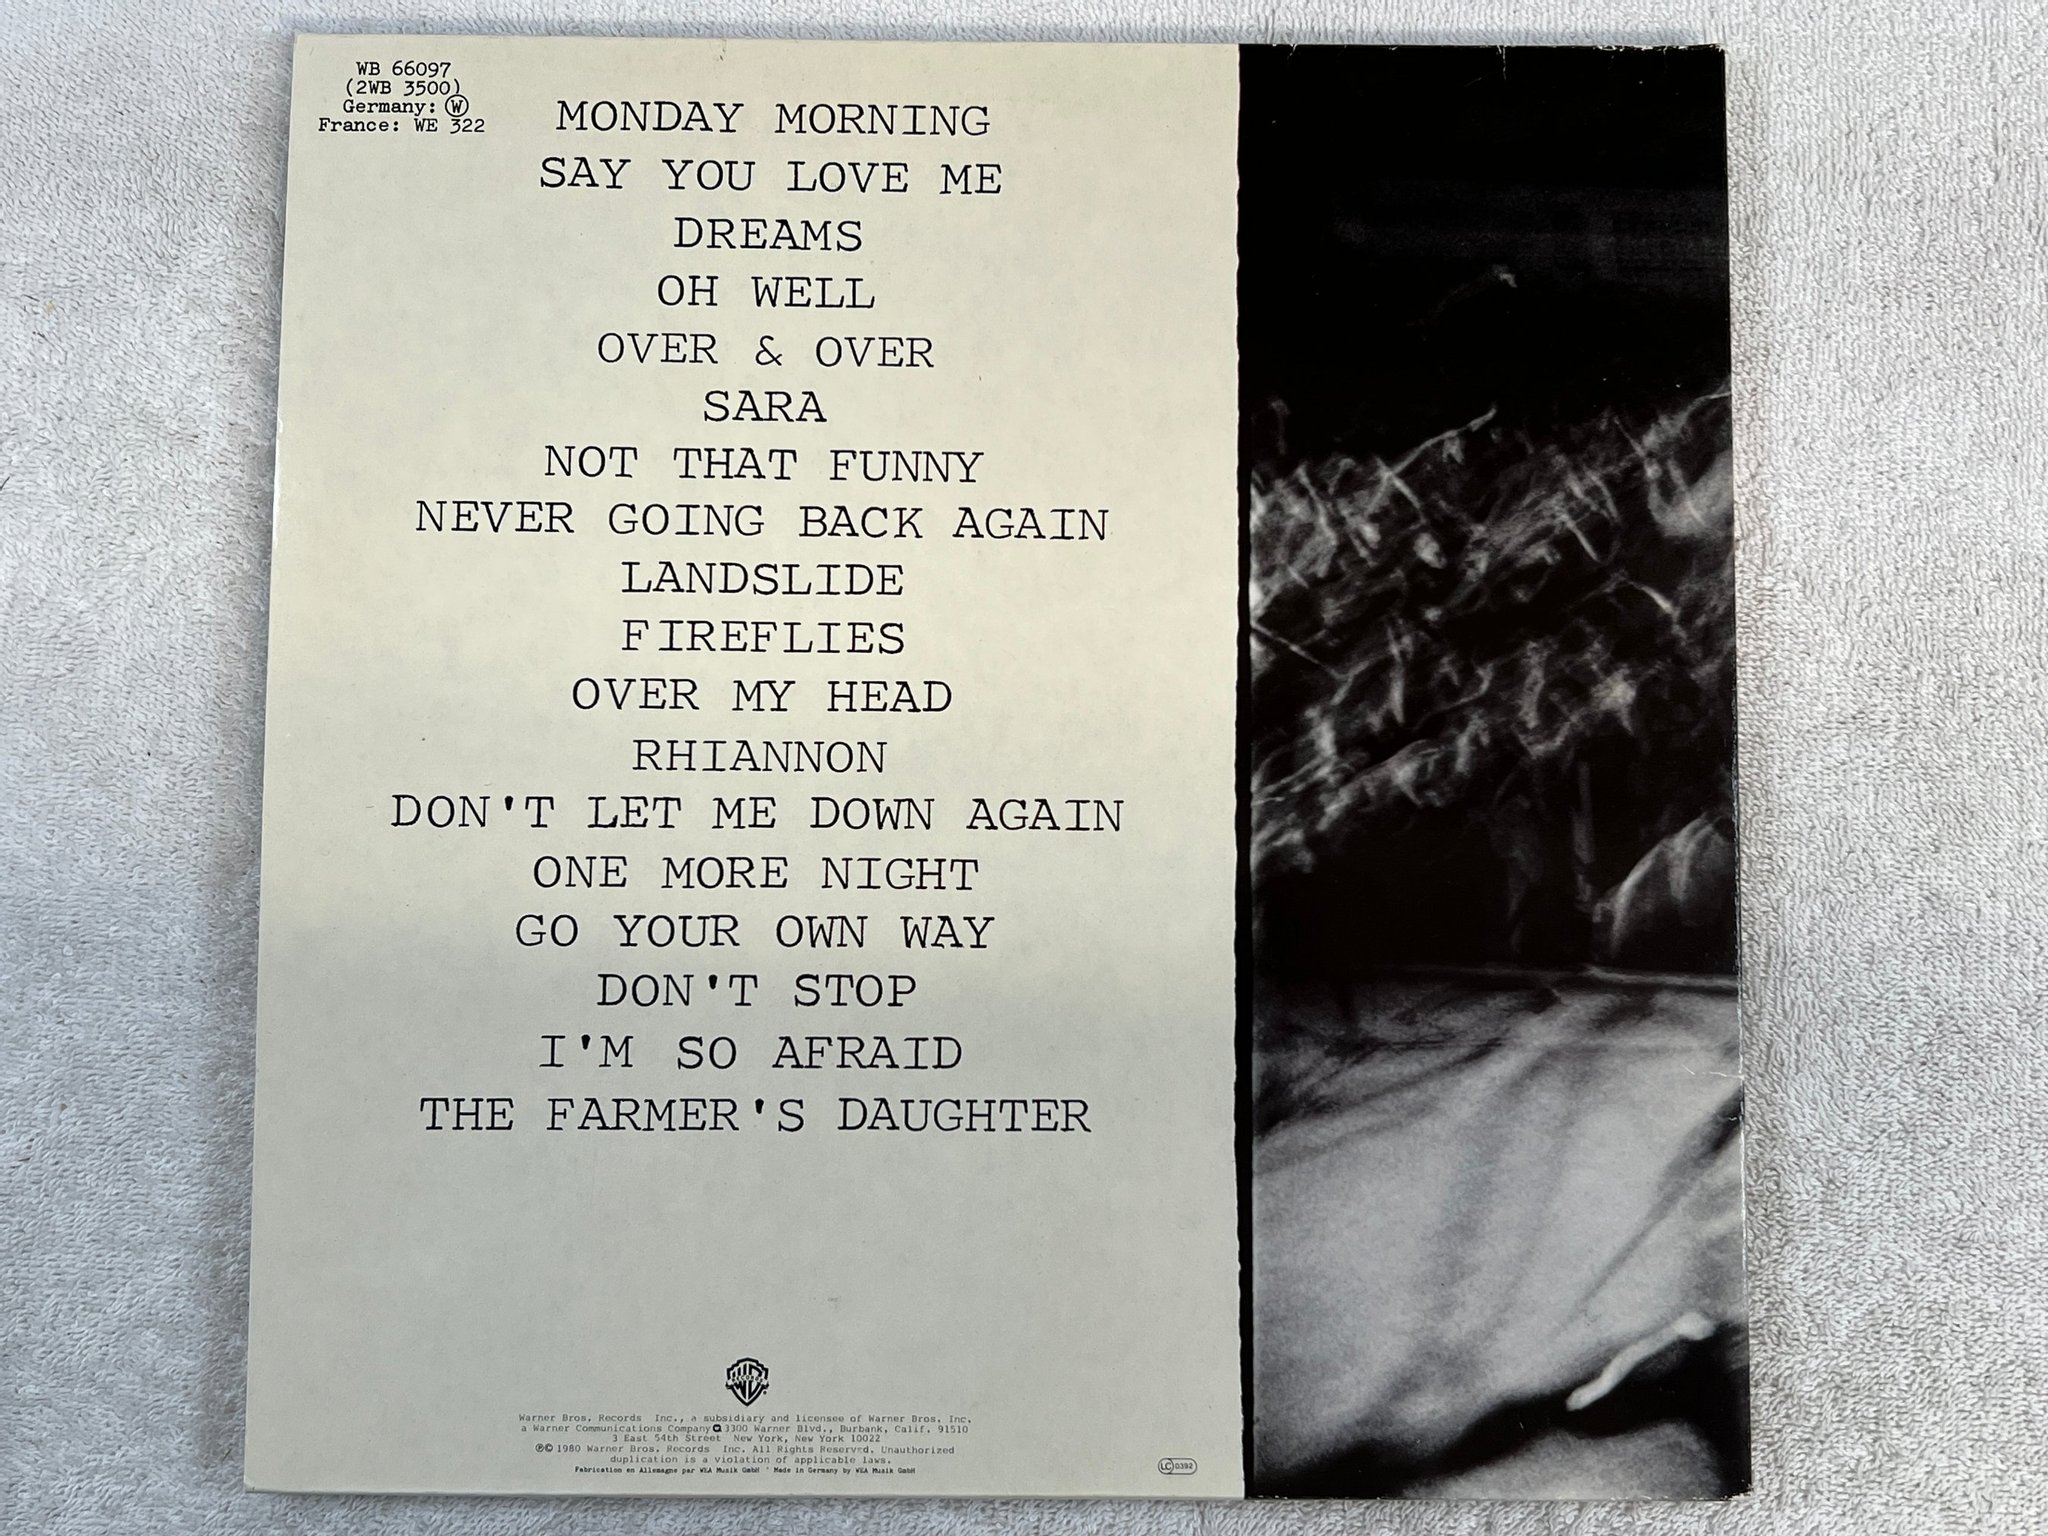 WB 66097
(2WB 3500)
Germany: Ⓦ
France: WE 322
MONDAY MORNING
SAY YOU LOVE ME
DREAMS
OH WELL
OVER & OVER
SARA
NOT THAT FUNNY
NEVER GOING BACK AGAIN
LANDSLIDE
FIREFLIES
OVER MY HEAD
RHIANNON
DON'T LET ME DOWN AGAIN
ONE MORE NIGHT
GO YOUR OWN WAY
DON'T STOP
I'M SO AFRAID
THE FARMER'S DAUGHTER
RECORDS
Warner Bros. Records Inc., a subsidiary and licensee of Warner Bros. Inc.
a Warner Communications Company 3300 Warner Blvd., Burbank, Calif. 91510
3 East 54th Street New York, New York 10022
℗© 1980 Warner Bros. Records Inc. All Rights Reserved. Unauthorized
duplication is a violation of applicable laws.
Fabrication en Allemagne par WEA Musik GmbH · Made in Germany by WEA Musik GmbH
LC 0392